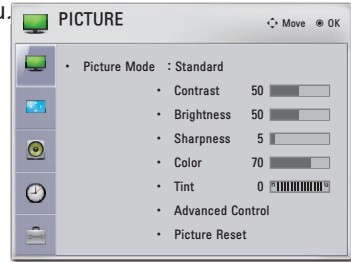 u.
PICTURE
Move ◉ OK
• Picture Mode : Standard
• Contrast 50
• Brightness 50
• Sharpness 5
• Color 70
• Tint 0 R G
• Advanced Control
• Picture Reset